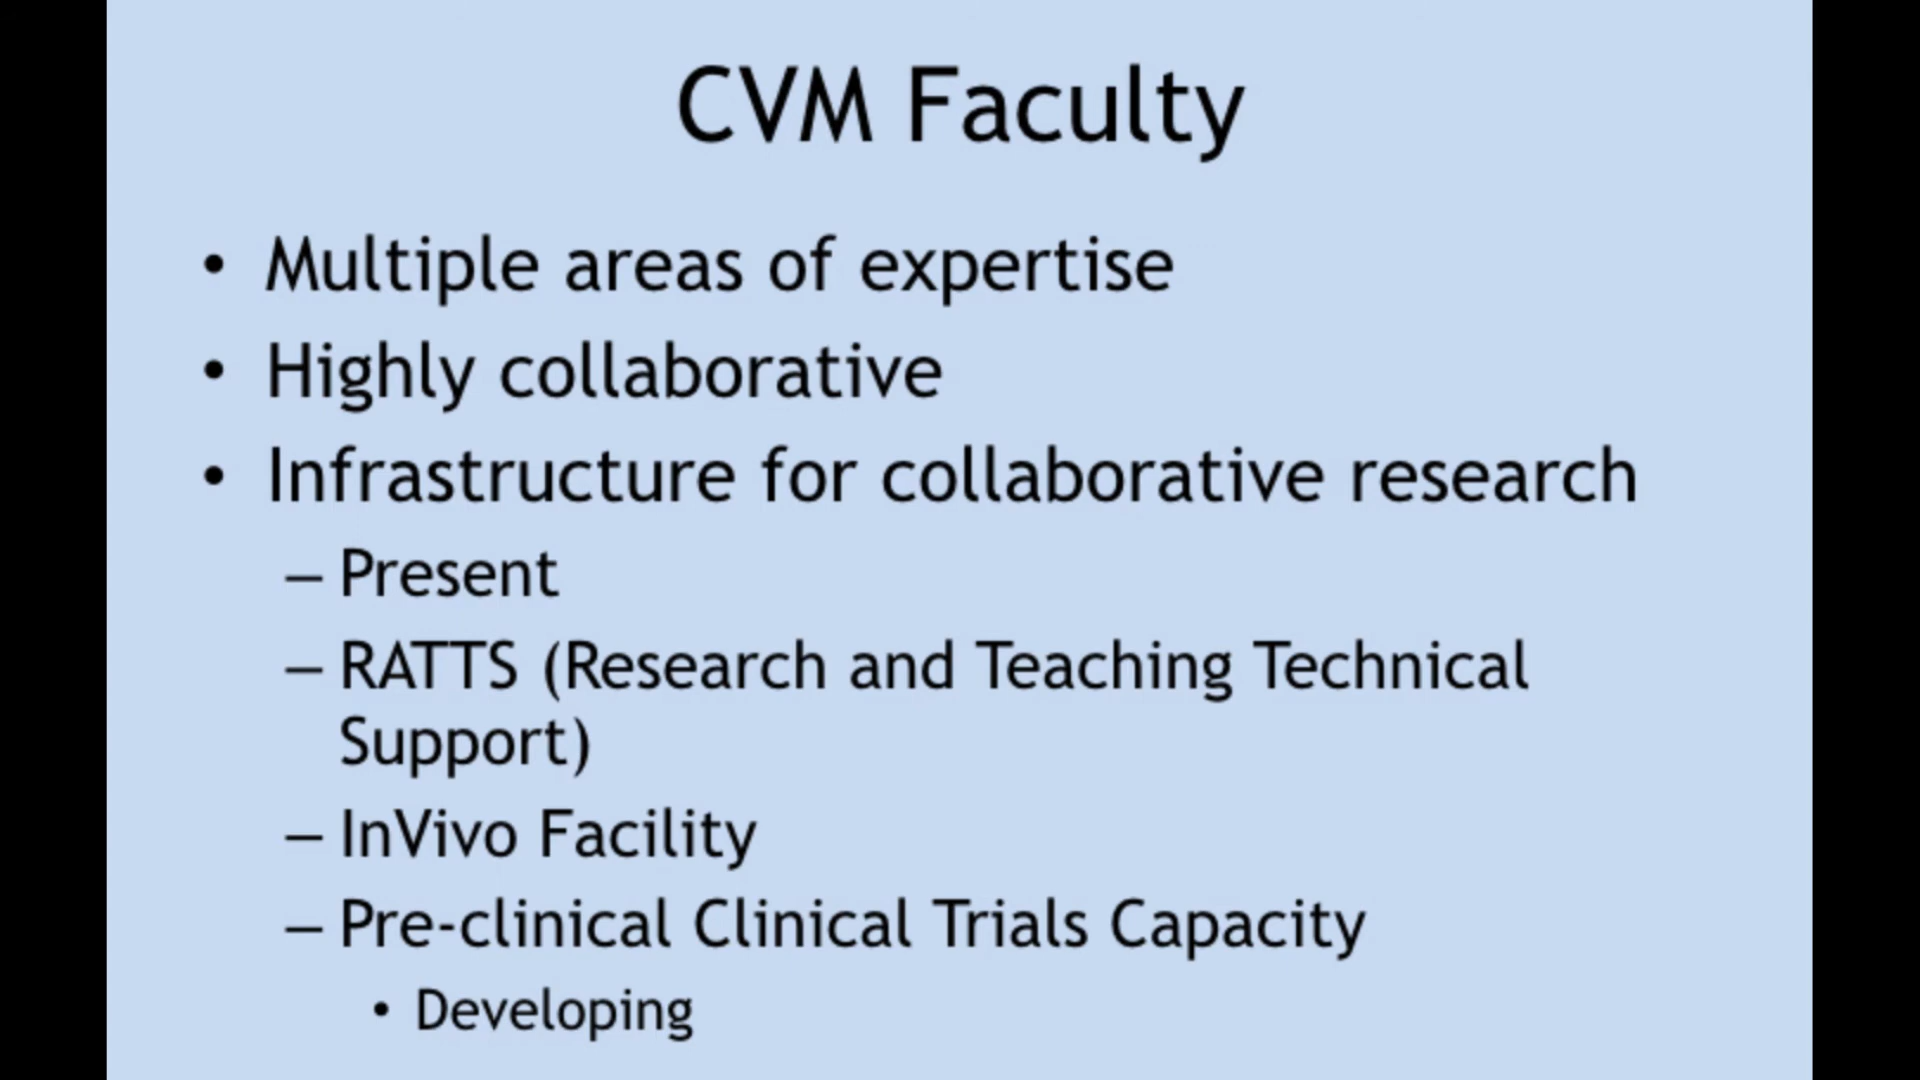 CVM Faculty
• Multiple areas of expertise
• Highly collaborative
• Infrastructure for collaborative research
– Present
– RATTS (Research and Teaching Technical
Support)
– InVivo Facility
– Pre-clinical Clinical Trials Capacity
• Developing